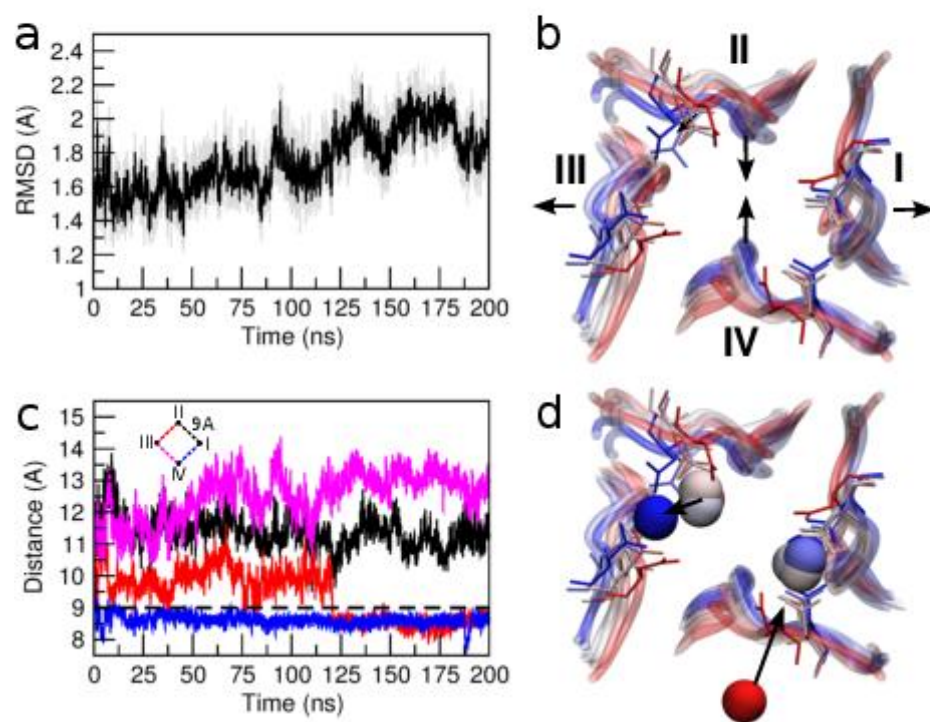 a
2.4
2.2
2
1.8
1.6
1.4
1.2
1
RMSD (A)
0 25 50 75 100 125 150 175 200
Time (ns)
b
II
III
I
IV
c
15
14
13
12
11
10
9
8
Distance (A)
II
9A
III
I
IV
0 25 50 75 100 125 150 175 200
Time (ns)
d